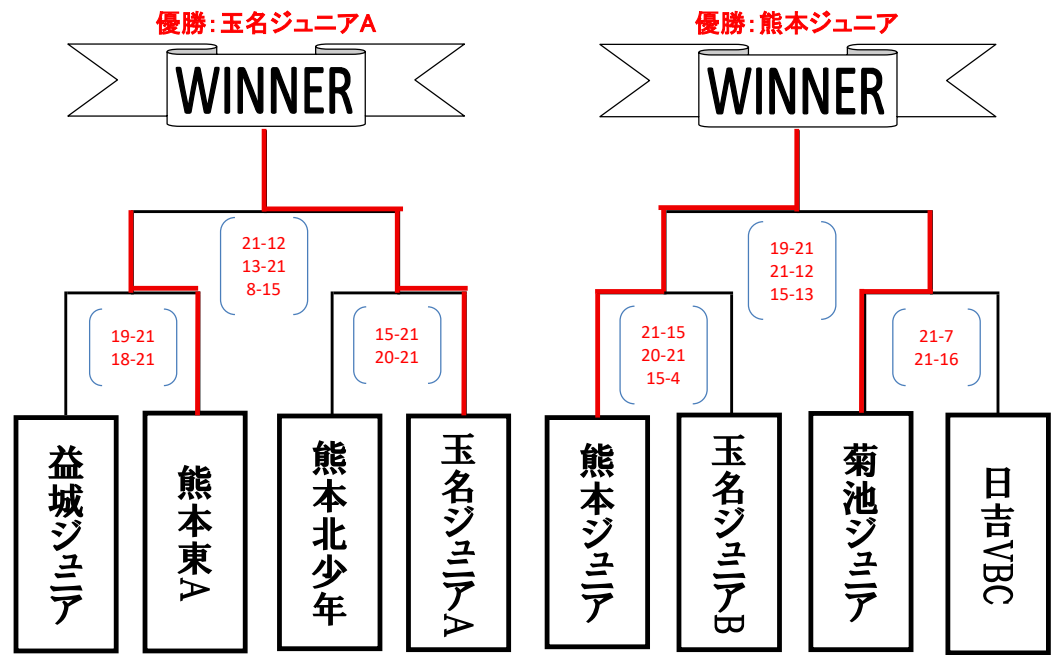 優勝：玉名ジュニアA
WINNER
21-12
13-21
8-15
19-21
18-21
15-21
20-21
益城ジュニア
熊本東A
熊本北少年
玉名ジュニアA
優勝：熊本ジュニア
WINNER
19-21
21-12
15-13
21-15
20-21
15-4
21-7
21-16
熊本ジュニア
玉名ジュニアB
菊池ジュニア
日吉VBC